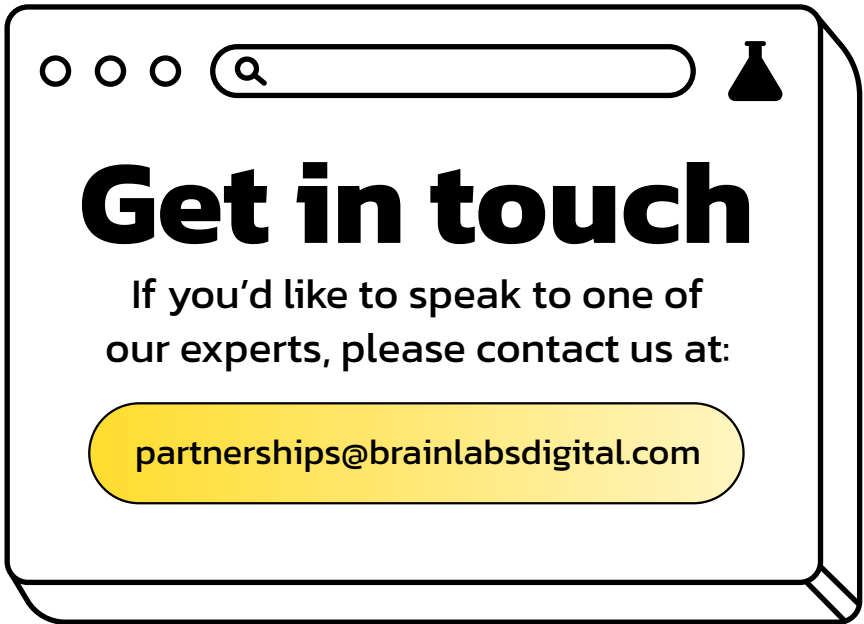 Get in touch
If you’d like to speak to one of
our experts, please contact us at:
partnerships@brainlabsdigital.com